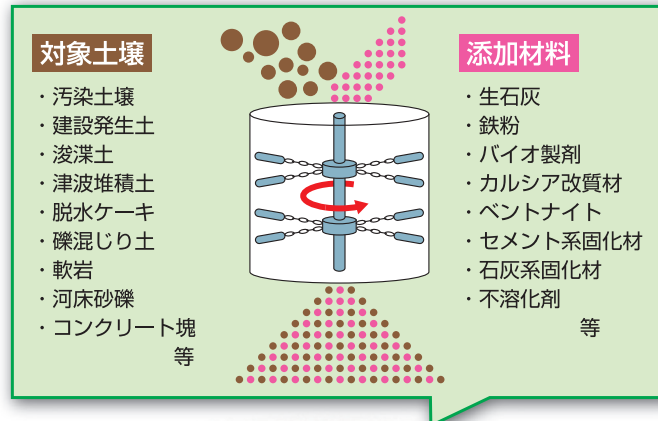 対象土壌
・汚染土壌
・建設発生土
・浚渫土
・津波堆積土
・脱水ケーキ
・礫混じり土
・軟岩
・河床砂礫
・コンクリート塊
等
添加材料
・生石灰
・鉄粉
・バイオ製剤
・カルシア改質材
・ベントナイト
・セメント系固化材
・石灰系固化材
・不溶化剤
等